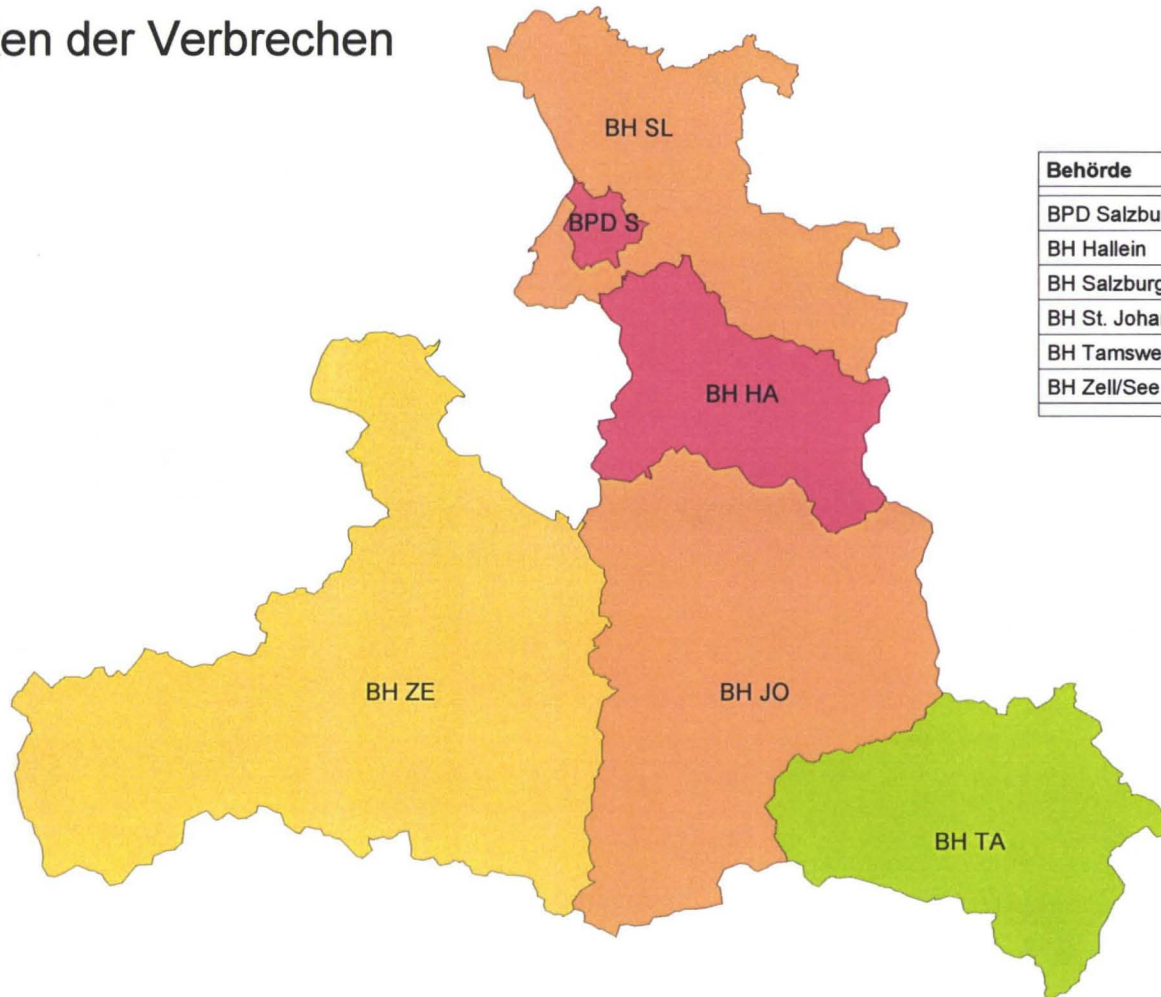 en der Verbrechen
BH SL
BPD S
BH HA
BH ZE
BH JO
BH TA
Behörde
BPD Salzbu
BH Hallein
BH Salzburg
BH St. Joha
BH Tamswe
BH Zell/See